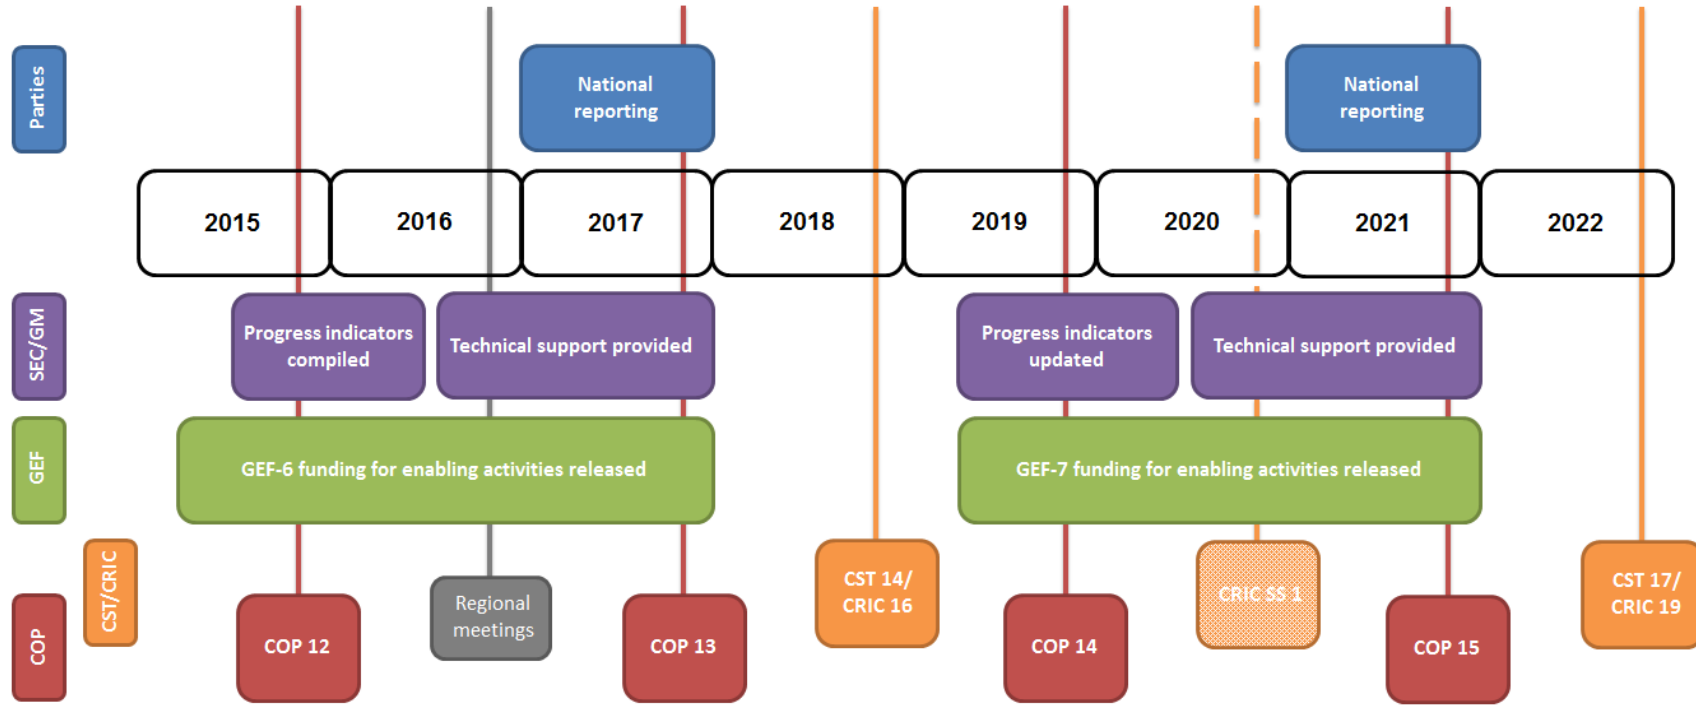 Parties
National
reporting
National
reporting
2015
2016
2017
2018
2019
2020
2021
2022
SEC/GM
Progress indicators
compiled
Technical support provided
Progress indicators
updated
Technical support provided
GEF
GEF-6 funding for enabling activities released
GEF-7 funding for enabling activities released
CST/CRIC
CST 14/
CRIC 16
CRIC SS 1
CST 17/
CRIC 19
COP
COP 12
Regional
meetings
COP 13
COP 14
COP 15